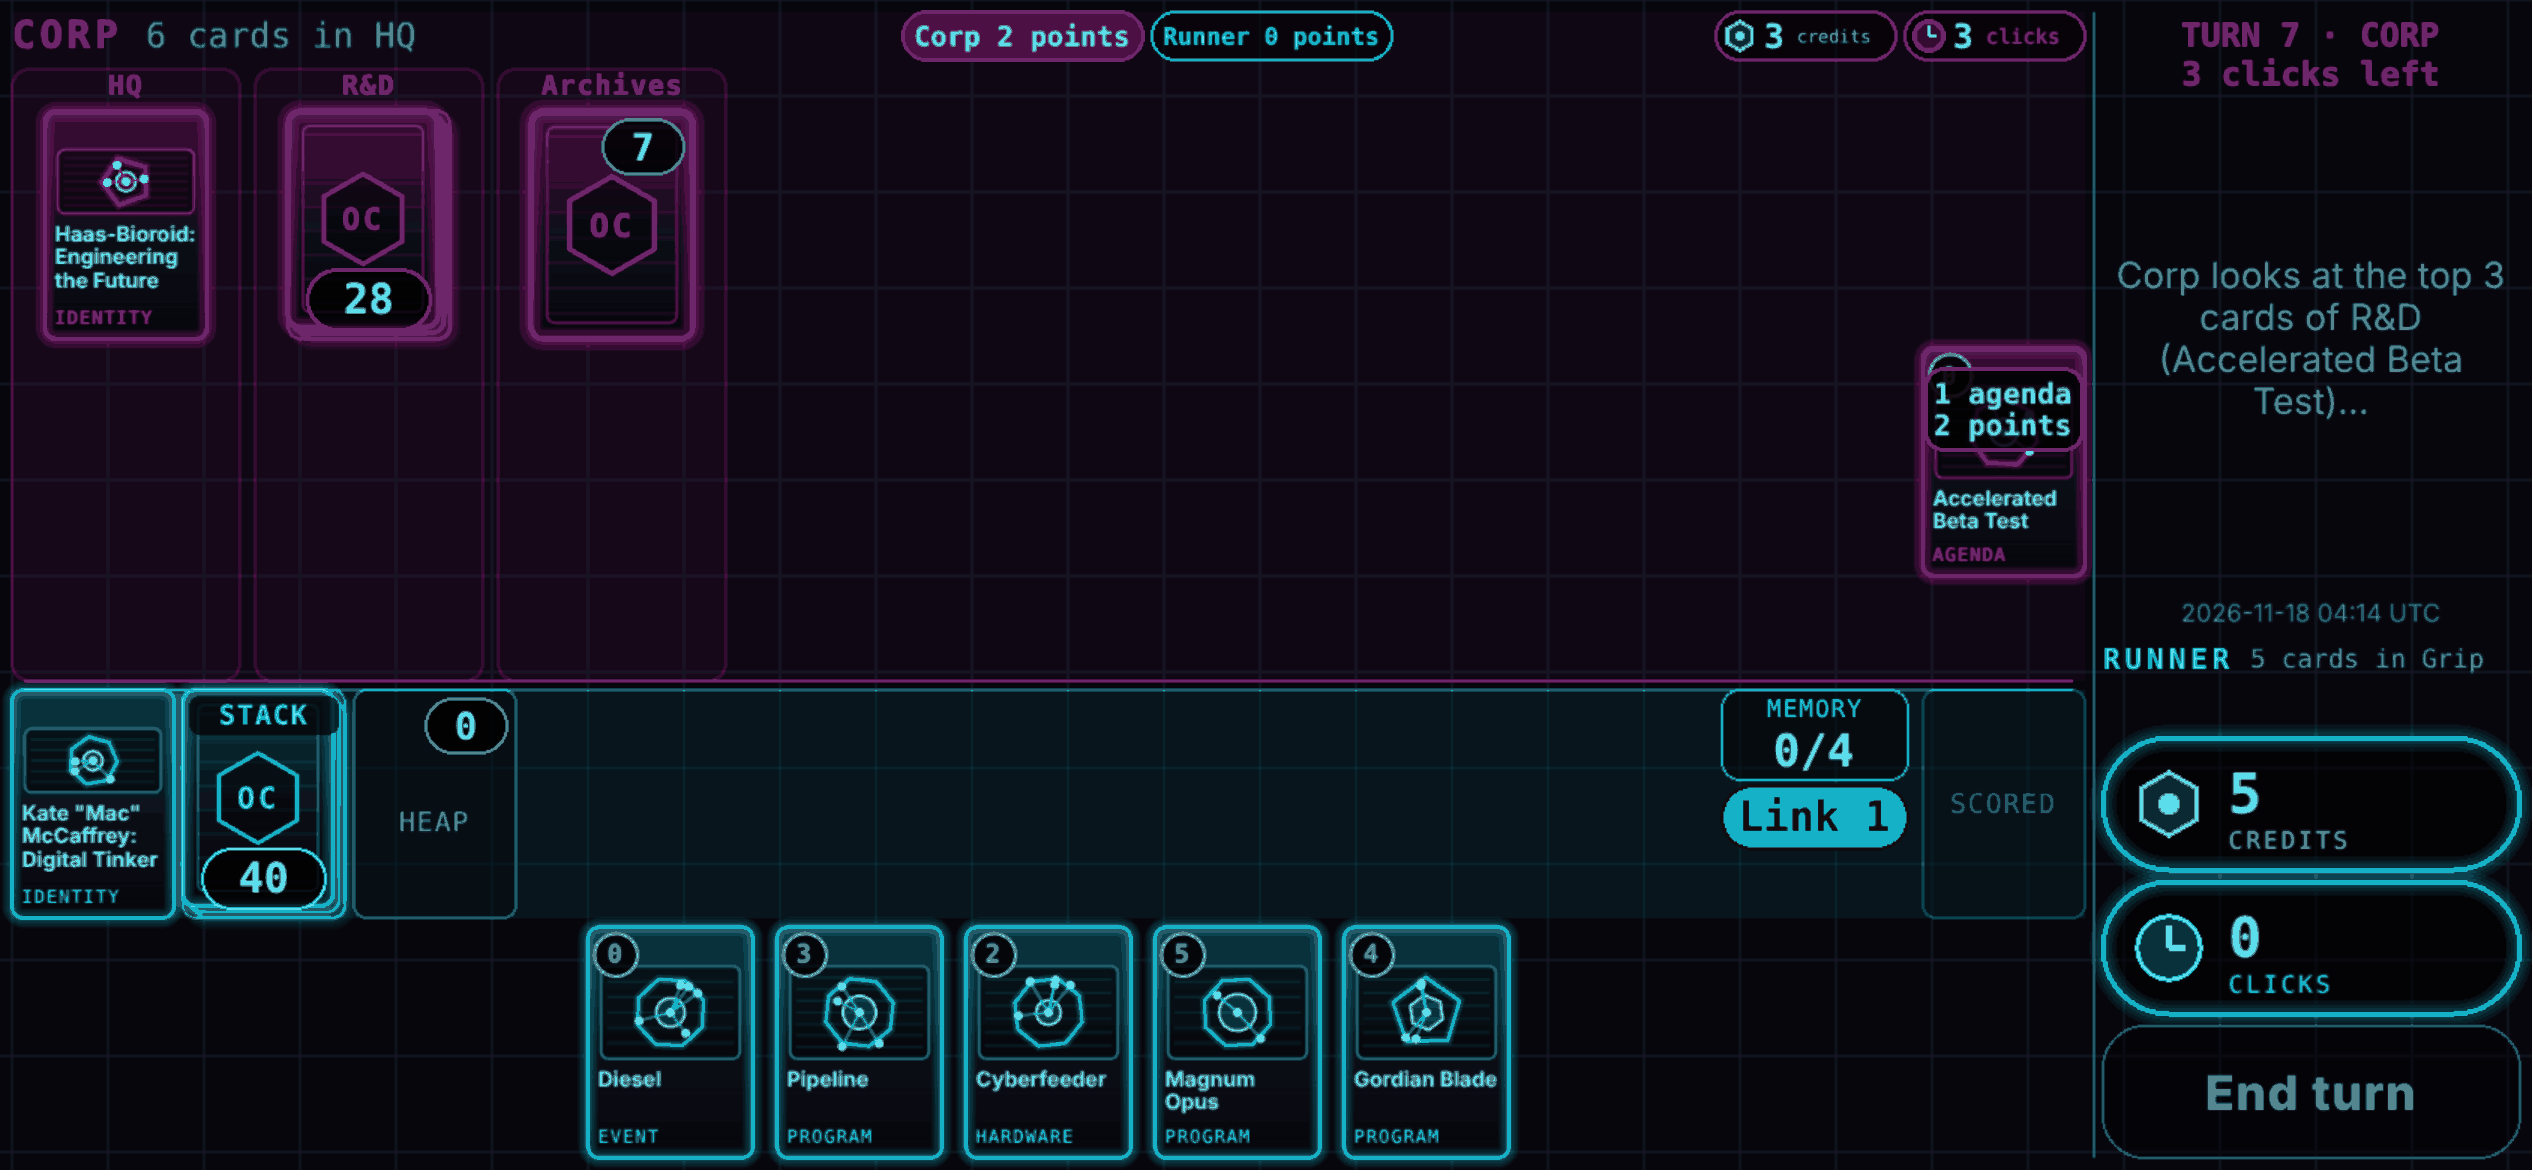 CORP 6 cards in HQ
Corp 2 points
Runner 0 points
3 credits
3 clicks
TURN 7 · CORP
3 clicks left
HQ
R&D
Archives
Haas-Bioroid:
Engineering
the Future
IDENTITY
OC
28
7
OC
1 agenda
2 points
Accelerated
Beta Test
AGENDA
Corp looks at the top 3
cards of R&D
(Accelerated Beta
Test)...
2026-11-18 04:14 UTC
RUNNER 5 cards in Grip
Kate "Mac"
McCaffrey:
Digital Tinker
IDENTITY
STACK
OC
40
0
HEAP
MEMORY
0/4
Link 1
SCORED
5
CREDITS
0
CLICKS
End turn
0
Diesel
EVENT
3
Pipeline
PROGRAM
2
Cyberfeeder
HARDWARE
5
Magnum
Opus
PROGRAM
4
Gordian Blade
PROGRAM